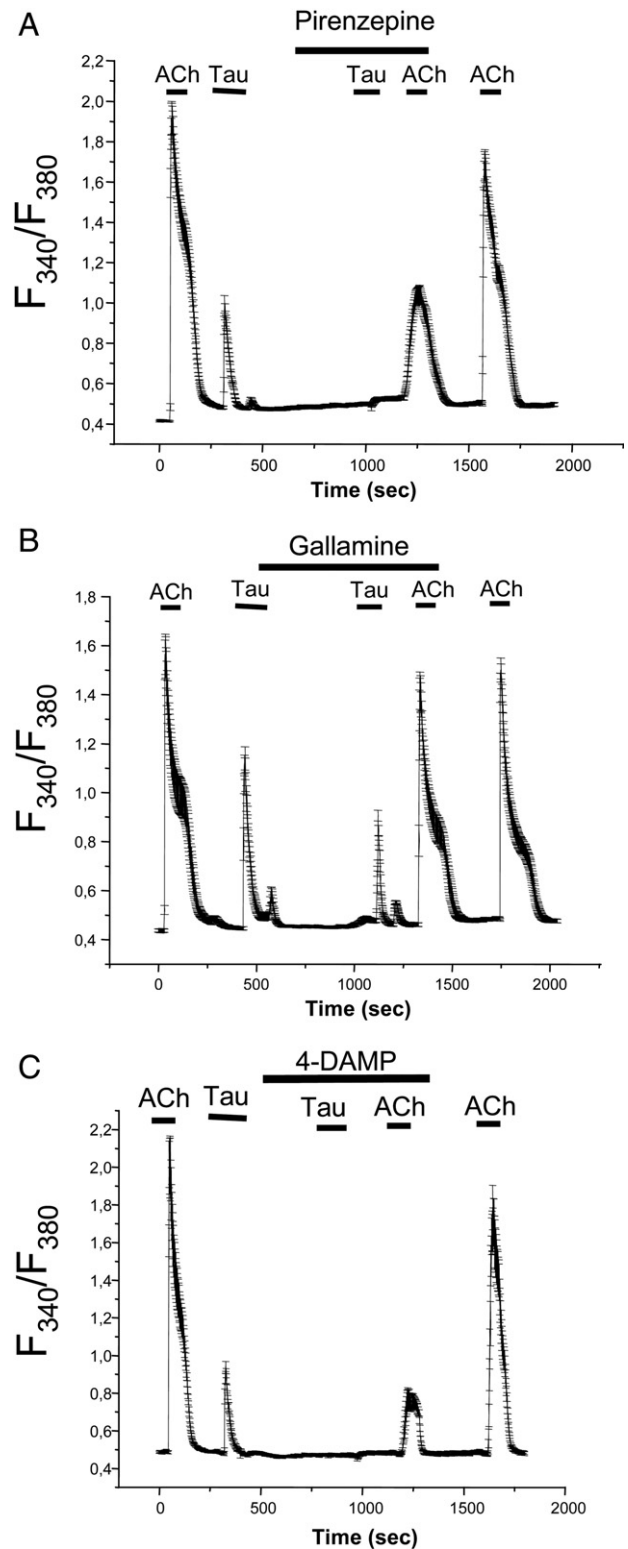 A
Pirenzepine
ACh Tau Tau ACh ACh
2,0
1,8
1,6
1,4
1,2
1,0
0,8
0,6
0,4
F340/F380
0 500 1000 1500 2000
Time (sec)
B
Gallamine
ACh Tau Tau ACh ACh
1,8
1,6
1,4
1,2
1,0
0,8
0,6
0,4
F340/F380
0 500 1000 1500 2000
Time (sec)
C
4-DAMP
ACh Tau Tau ACh ACh
2,2
2,0
1,8
1,6
1,4
1,2
1,0
0,8
0,6
0,4
F340/F380
0 500 1000 1500 2000
Time (sec)